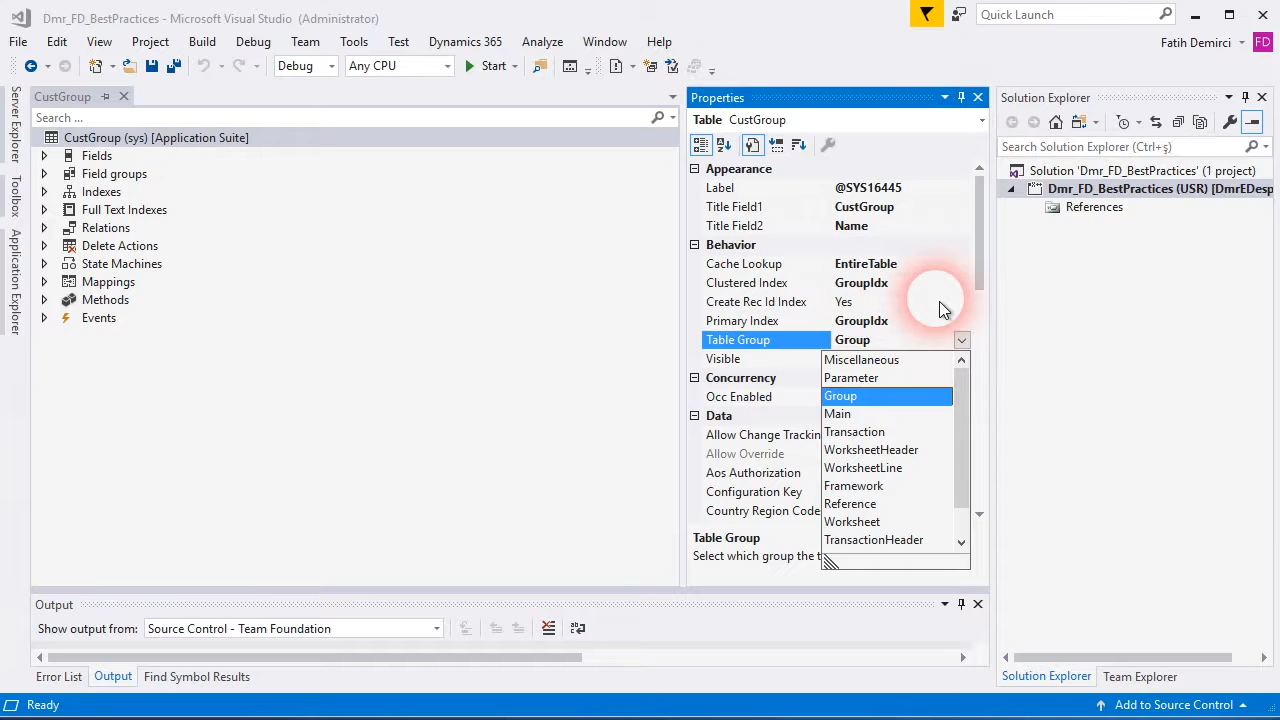 Dmr_FD_BestPractices - Microsoft Visual Studio (Administrator)
Quick Launch
File Edit View Project Build Debug Team Tools Test Dynamics 365 Analyze Window Help
Fatih Demirci FD
Debug Any CPU Start
Server Explorer
Toolbox
Application Explorer
CustGroup
Search ...
CustGroup (sys) [Application Suite]
Fields
Field groups
Indexes
Full Text Indexes
Relations
Delete Actions
State Machines
Mappings
Methods
Events
Properties
Table CustGroup
Appearance
Label @SYS16445
Title Field1 CustGroup
Title Field2 Name
Behavior
Cache Lookup EntireTable
Clustered Index GroupIdx
Create Rec Id Index Yes
Primary Index GroupIdx
Table Group Group
Visible
Concurrency
Occ Enabled
Data
Allow Change Trackin
Allow Override
Aos Authorization
Configuration Key
Country Region Code
Miscellaneous
Parameter
Group
Main
Transaction
WorksheetHeader
WorksheetLine
Framework
Reference
Worksheet
TransactionHeader
Table Group
Select which group the t
Solution Explorer
Search Solution Explorer (Ctrl+ş)
Solution 'Dmr_FD_BestPractices' (1 project)
Dmr_FD_BestPractices (USR) [DmrEDesp
References
Output
Show output from: Source Control - Team Foundation
Error List Output Find Symbol Results
Solution Explorer Team Explorer
Ready
Add to Source Control